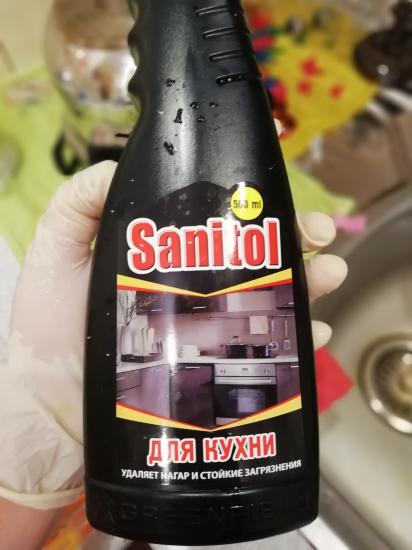 500 ml
Sanitol
ДЛЯ КУХНИ
УДАЛЯЕТ НАГАР И СТОЙКИЕ ЗАГРЯЗНЕНИЯ